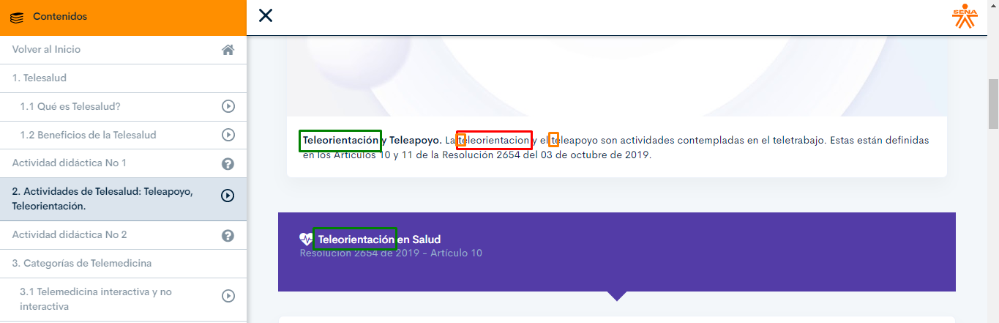 Contenidos
SENA
Volver al Inicio
1. Telesalud
1.1 Qué es Telesalud?
1.2 Beneficios de la Telesalud
Actividad didáctica No 1
2. Actividades de Telesalud: Teleapoyo,
Teleorientación.
Actividad didáctica No 2
3. Categorías de Telemedicina
3.1 Telemedicina interactiva y no
interactiva
Teleorientación y Teleapoyo. La teleorientacion y el teleapoyo son actividades contempladas en el teletrabajo. Estas están definidas
en los Artículos 10 y 11 de la Resolución 2654 del 03 de octubre de 2019.
Teleorientación en Salud
Resolución 2654 de 2019 - Artículo 10